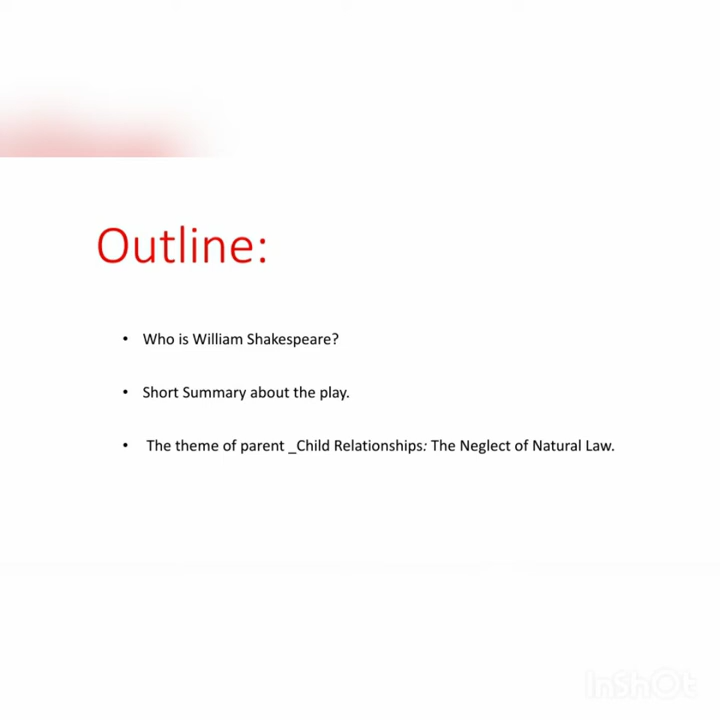 Outline:
• Who is William Shakespeare?
• Short Summary about the play.
• The theme of parent _Child Relationships: The Neglect of Natural Law.
InShOt